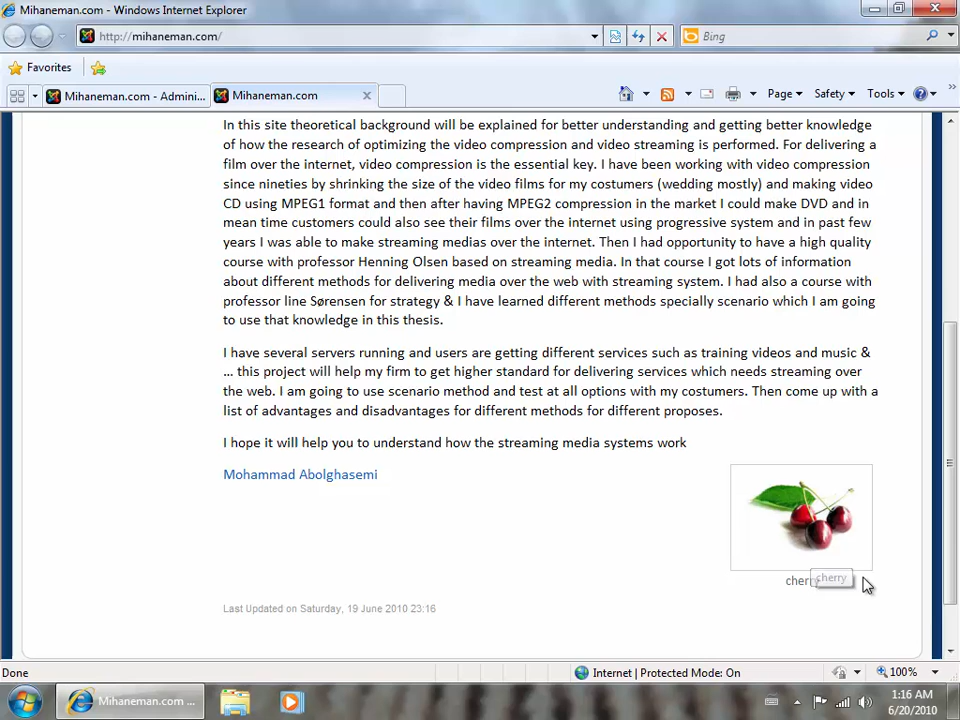 Mihaneman.com - Windows Internet Explorer
http://mihaneman.com/
Bing
Favorites
Mihaneman.com - Admini...
Mihaneman.com
Page
Safety
Tools
In this site theoretical background will be explained for better understanding and getting better knowledge
of how the research of optimizing the video compression and video streaming is performed. For delivering a
film over the internet, video compression is the essential key. I have been working with video compression
since nineties by shrinking the size of the video films for my costumers (wedding mostly) and making video
CD using MPEG1 format and then after having MPEG2 compression in the market I could make DVD and in
mean time customers could also see their films over the internet using progressive system and in past few
years I was able to make streaming medias over the internet. Then I had opportunity to have a high quality
course with professor Henning Olsen based on streaming media. In that course I got lots of information
about different methods for delivering media over the web with streaming system. I had also a course with
professor line Sørensen for strategy & I have learned different methods specially scenario which I am going
to use that knowledge in this thesis.
I have several servers running and users are getting different services such as training videos and music &
... this project will help my firm to get higher standard for delivering services which needs streaming over
the web. I am going to use scenario method and test at all options with my costumers. Then come up with a
list of advantages and disadvantages for different methods for different proposes.
I hope it will help you to understand how the streaming media systems work
Mohammad Abolghasemi
cherry
Last Updated on Saturday, 19 June 2010 23:16
Done
Internet | Protected Mode: On
100%
Mihaneman.com ...
1:16 AM
6/20/2010